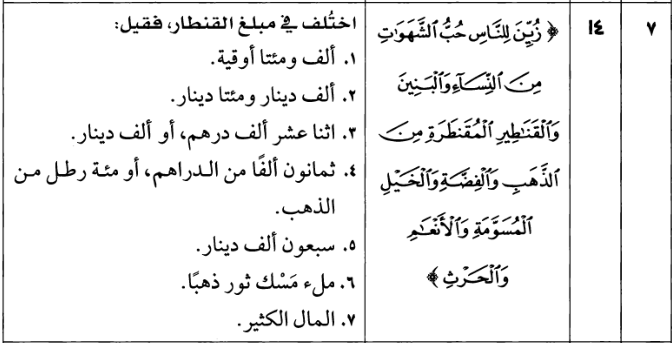 ٧
١٤
﴿ زُيِّنَ لِلنَّاسِ حُبُّ الشَّهَوَاتِ
مِنَ النِّسَآءِ وَالْبَنِينَ
وَالْقَنَاطِيرِ الْمُقَنطَرَةِ مِنَ
الذَّهَبِ وَالْفِضَّةِ وَالْخَيْلِ
الْمُسَوَّمَةِ وَالْأَنْعَامِ
وَالْحَرْثِ ﴾
اختُلف في مبلغ القنطار، فقيل:
١. ألف ومئتا أوقية.
٢. ألف دينار ومئتا دينار.
٣. اثنا عشر ألف درهم، أو ألف دينار.
٤. ثمانون ألفًا من الدراهم، أو مئة رطل من
الذهب.
٥. سبعون ألف دينار.
٦. ملء مَسْك ثور ذهبًا.
٧. المال الكثير.